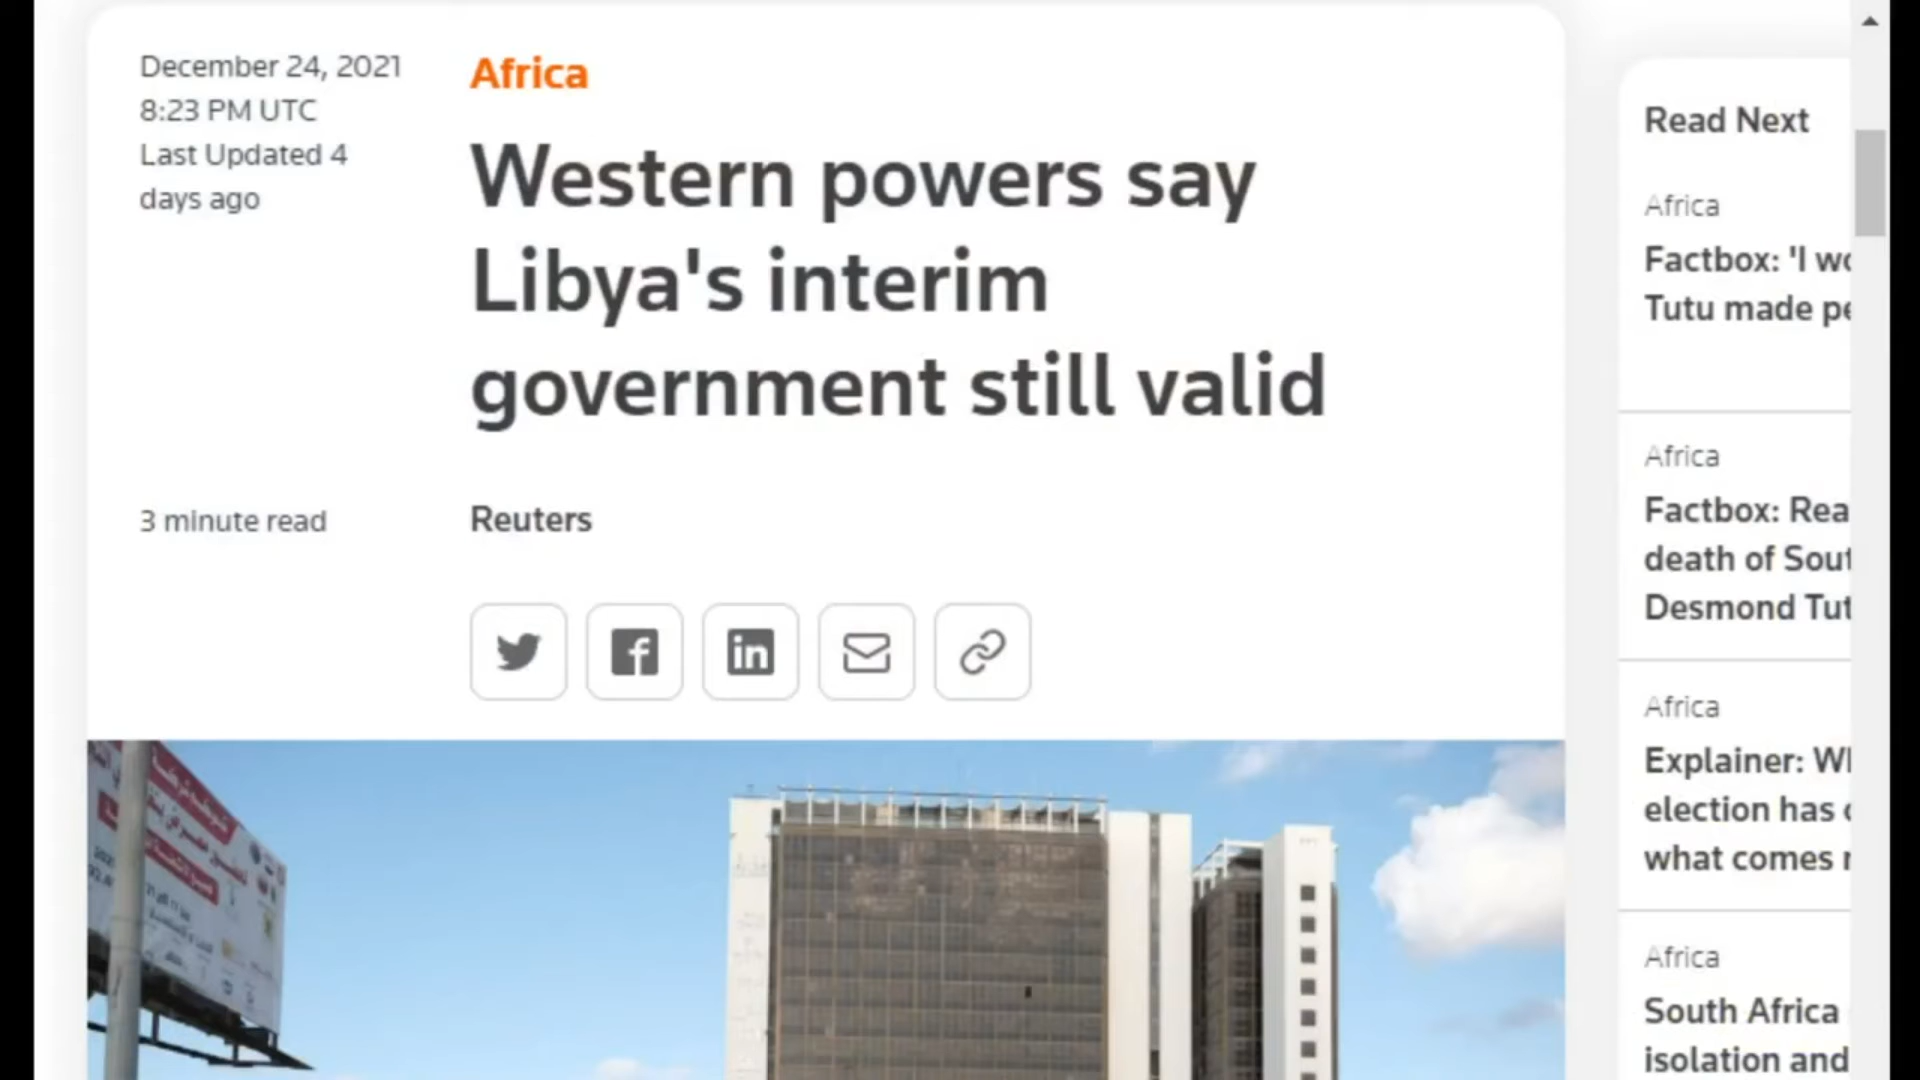 December 24, 2021
8:23 PM UTC
Last Updated 4
days ago
Africa
Western powers say
Libya's interim
government still valid
3 minute read
Reuters
Read Next
Africa
Factbox: 'I
Tutu made
Africa
Factbox:
death of
Desmond
Africa
Explainer:
election has
what comes
Africa
South Africa
isolation and